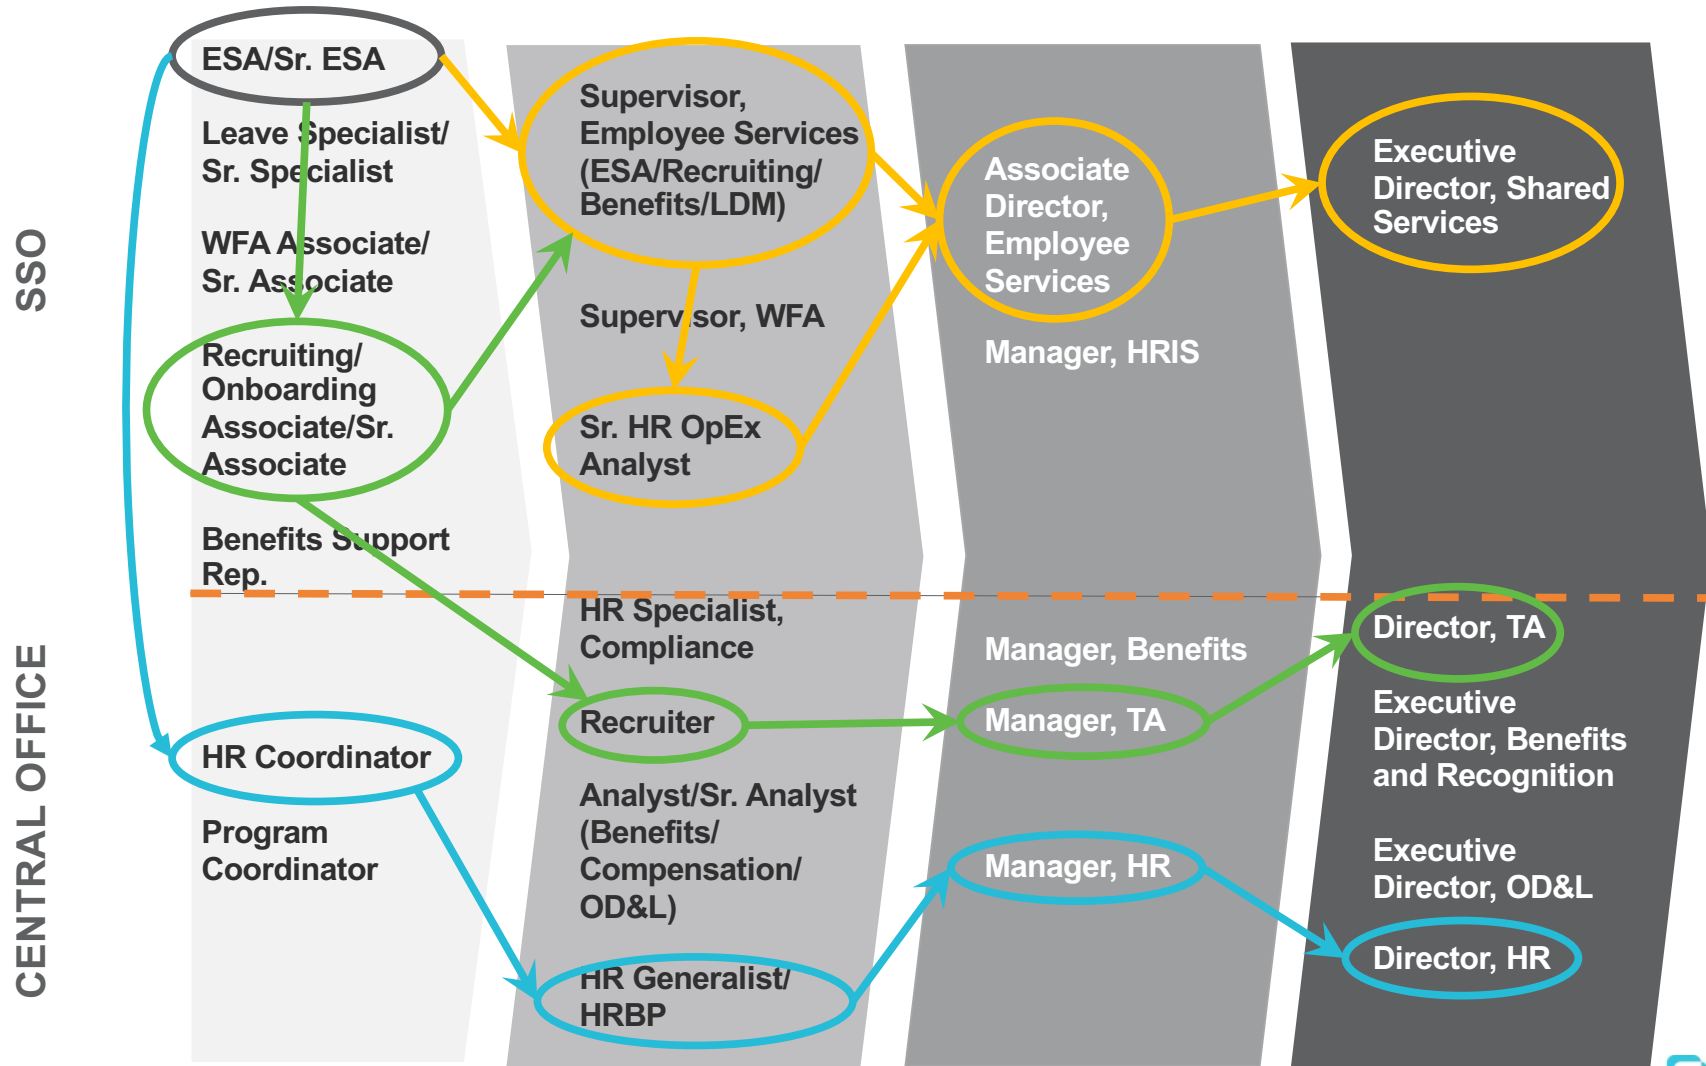 SSO
CENTRAL OFFICE
ESA/Sr. ESA
Leave Specialist/
Sr. Specialist
WFA Associate/
Sr. Associate
Recruiting/
Onboarding
Associate/Sr.
Associate
Benefits Support
Rep.
HR Coordinator
Program
Coordinator
Supervisor,
Employee Services
(ESA/Recruiting/
Benefits/LDM)
Supervisor, WFA
Sr. HR OpEx
Analyst
HR Specialist,
Compliance
Recruiter
Analyst/Sr. Analyst
(Benefits/
Compensation/
OD&L)
HR Generalist/
HRBP
Associate
Director,
Employee
Services
Manager, HRIS
Manager, Benefits
Manager, TA
Manager, HR
Executive
Director, Shared
Services
Director, TA
Executive
Director, Benefits
and Recognition
Executive
Director, OD&L
Director, HR